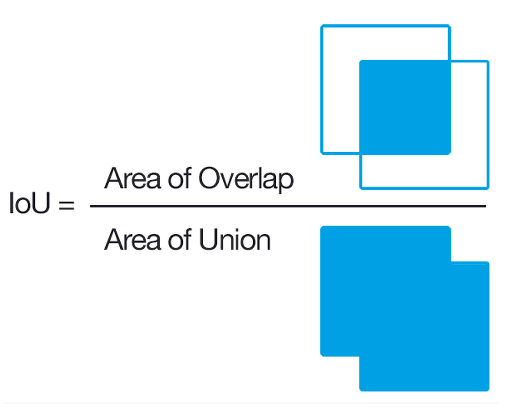 Area of Overlap
IoU =
Area of Union